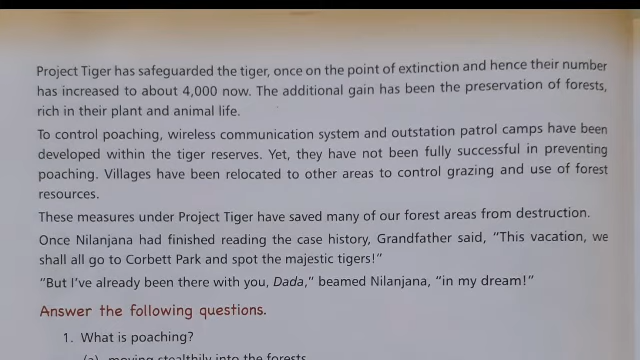 Project Tiger has safeguarded the tiger, once on the point of extinction and hence their number
has increased to about 4,000 now. The additional gain has been the preservation of forests,
rich in their plant and animal life.
To control poaching, wireless communication system and outstation patrol camps have been
developed within the tiger reserves. Yet, they have not been fully successful in preventing
poaching. Villages have been relocated to other areas to control grazing and use of forest
resources.
These measures under Project Tiger have saved many of our forest areas from destruction.
Once Nilanjana had finished reading the case history, Grandfather said, “This vacation, we
shall all go to Corbett Park and spot the majestic tigers!”
“But I’ve already been there with you, Dada,” beamed Nilanjana, “in my dream!”
Answer the following questions.
1. What is poaching?
(a) moving stealthily into the forests